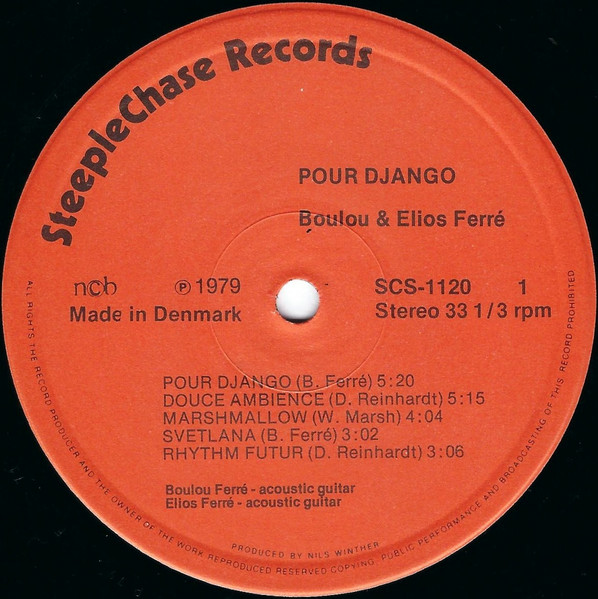 SteepleChase Records
POUR DJANGO
Boulou & Elios Ferré
ncb ℗ 1979 SCS-1120 1
Made in Denmark Stereo 33 1/3 rpm
POUR DJANGO (B. Ferré) 5:20
DOUCE AMBIENCE (D. Reinhardt) 5:15
MARSHMALLOW (W. Marsh) 4:04
SVETLANA (B. Ferré) 3:02
RHYTHM FUTUR (D. Reinhardt) 3:06
Boulou Ferré - acoustic guitar
Elios Ferré - acoustic guitar
PRODUCED BY NILS WINTHER
ALL RIGHTS THE RECORD PRODUCER AND THE OWNER OF THE WORK REPRODUCED RESERVED COPYING, PUBLIC PERFORMANCE AND BROADCASTING OF THIS RECORD PROHIBITED